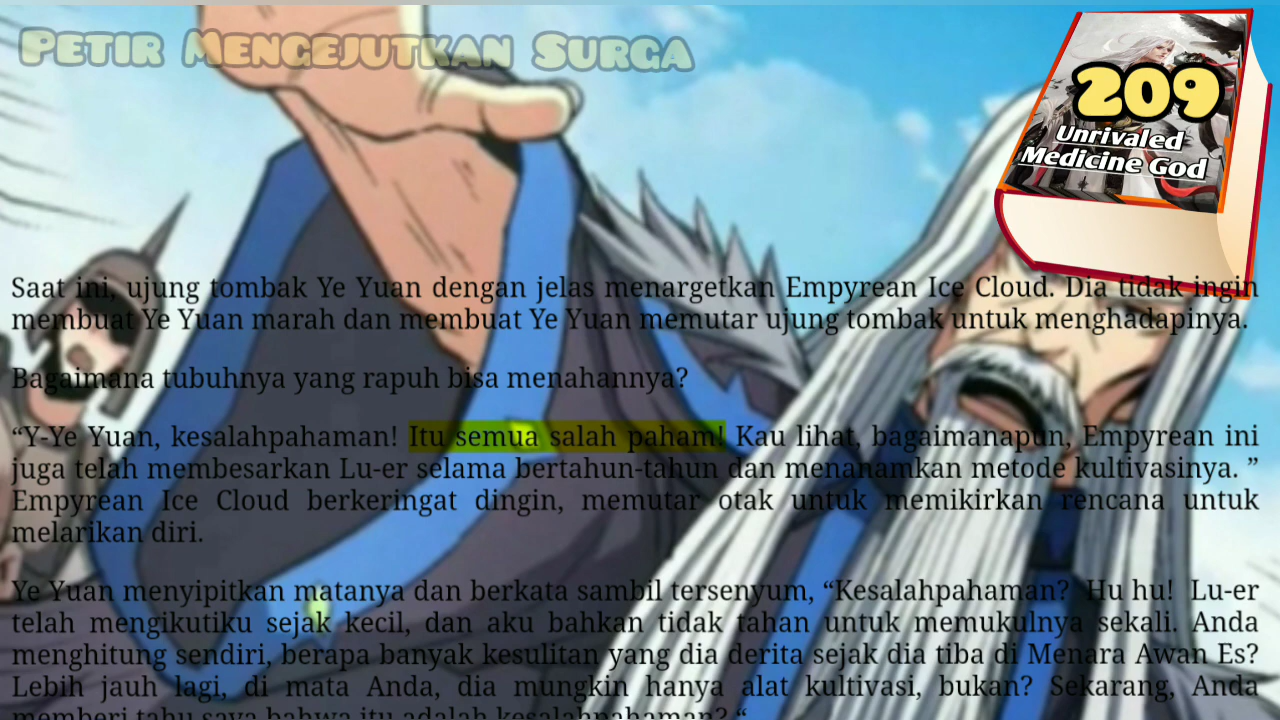 Petir Mengejutkan Surga
209
Unrivaled
Medicine God
Saat ini, ujung tombak Ye Yuan dengan jelas menargetkan Empyrean Ice Cloud. Dia tidak ingin
membuat Ye Yuan marah dan membuat Ye Yuan memutar ujung tombak untuk menghadapinya.
Bagaimana tubuhnya yang rapuh bisa menahannya?
“Y-Ye Yuan, kesalahpahaman! Itu semua salah paham! Kau lihat, bagaimanapun, Empyrean ini
juga telah membesarkan Lu-er selama bertahun-tahun dan menanamkan metode kultivasinya. ”
Empyrean Ice Cloud berkeringat dingin, memutar otak untuk memikirkan rencana untuk
melarikan diri.
Ye Yuan menyipitkan matanya dan berkata sambil tersenyum, “Kesalahpahaman? Hu hu! Lu-er
telah mengikutiku sejak kecil, dan aku bahkan tidak tahan untuk memukulnya sekali. Anda
menghitung sendiri, berapa banyak kesulitan yang dia derita sejak dia tiba di Menara Awan Es?
Lebih jauh lagi, di mata Anda, dia mungkin hanya alat kultivasi, bukan? Sekarang, Anda
memberi tahu saya bahwa itu adalah kesalahpahaman? “